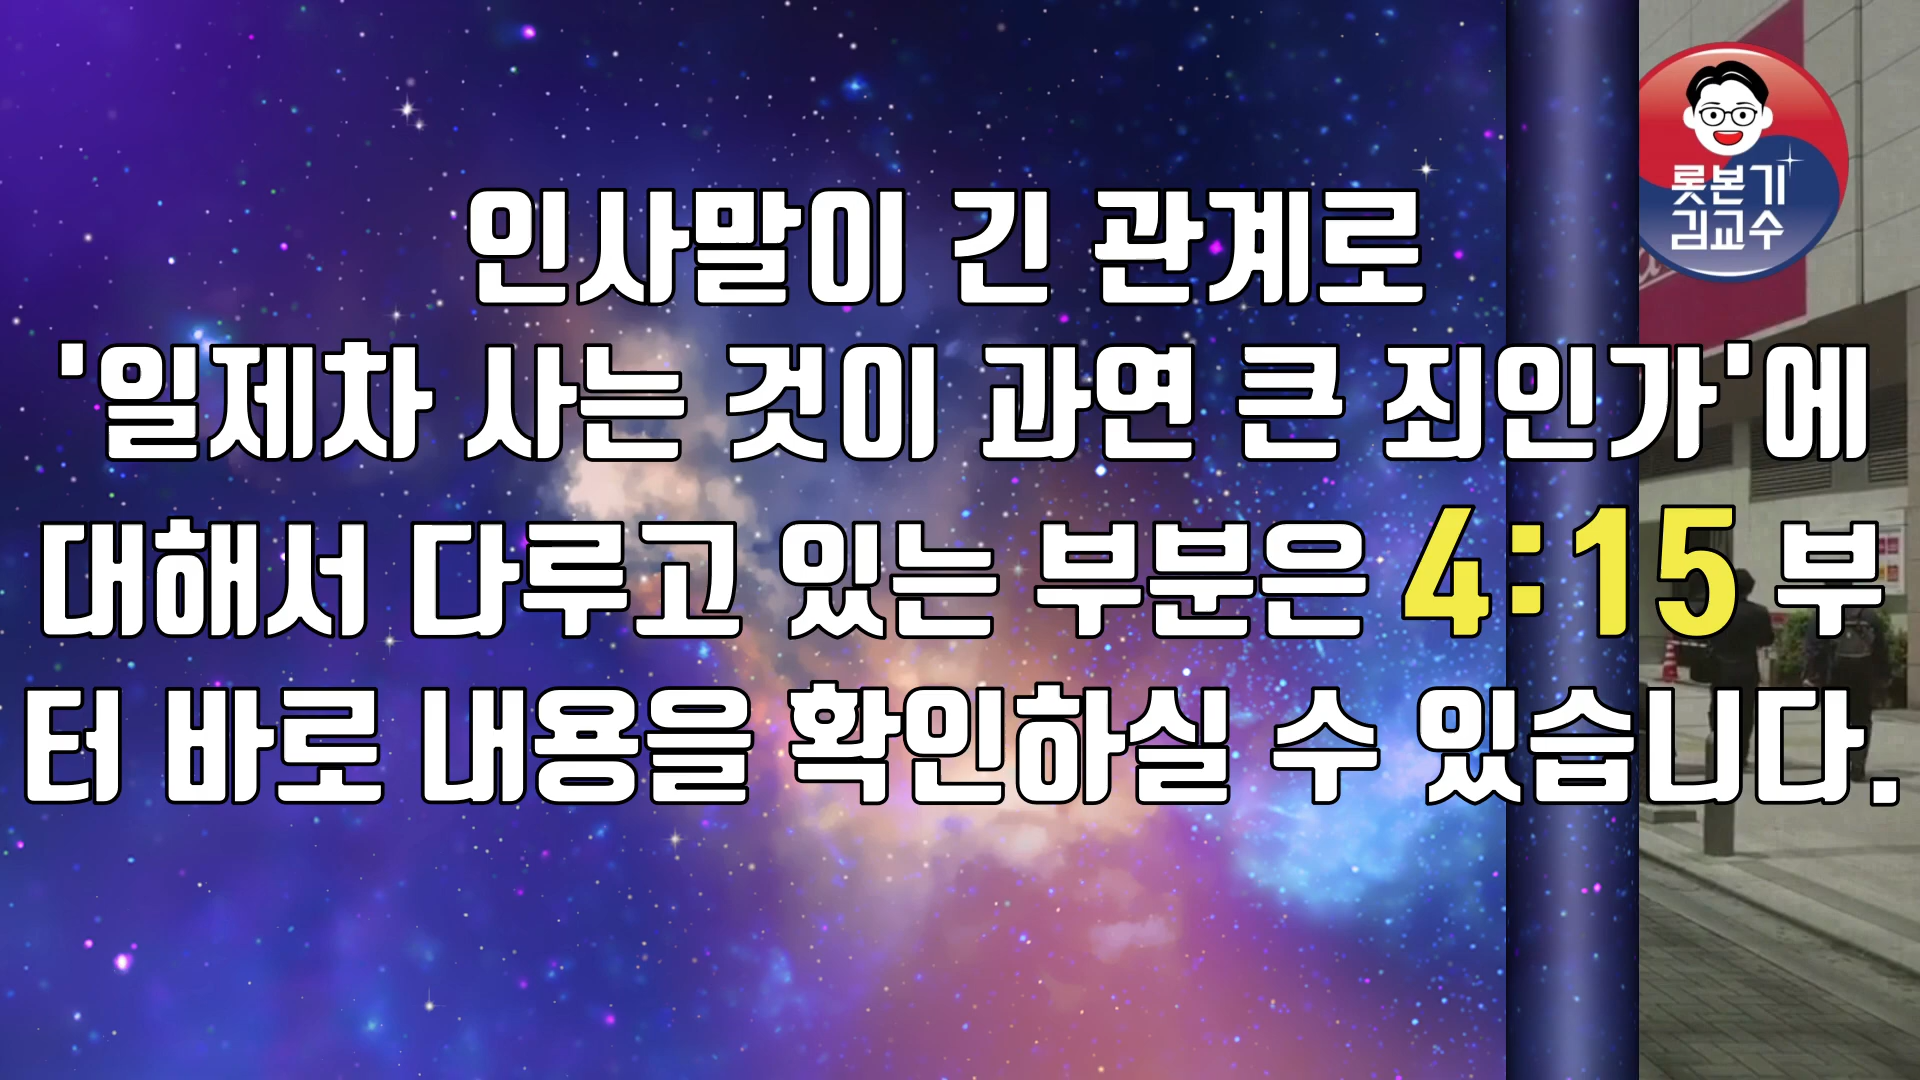 롯본기
김교수
인사말이 긴 관계로
'일제차 사는 것이 과연 큰 죄인가'에
대해서 다루고 있는 부분은 4:15 부
터 바로 내용을 확인하실 수 있습니다.